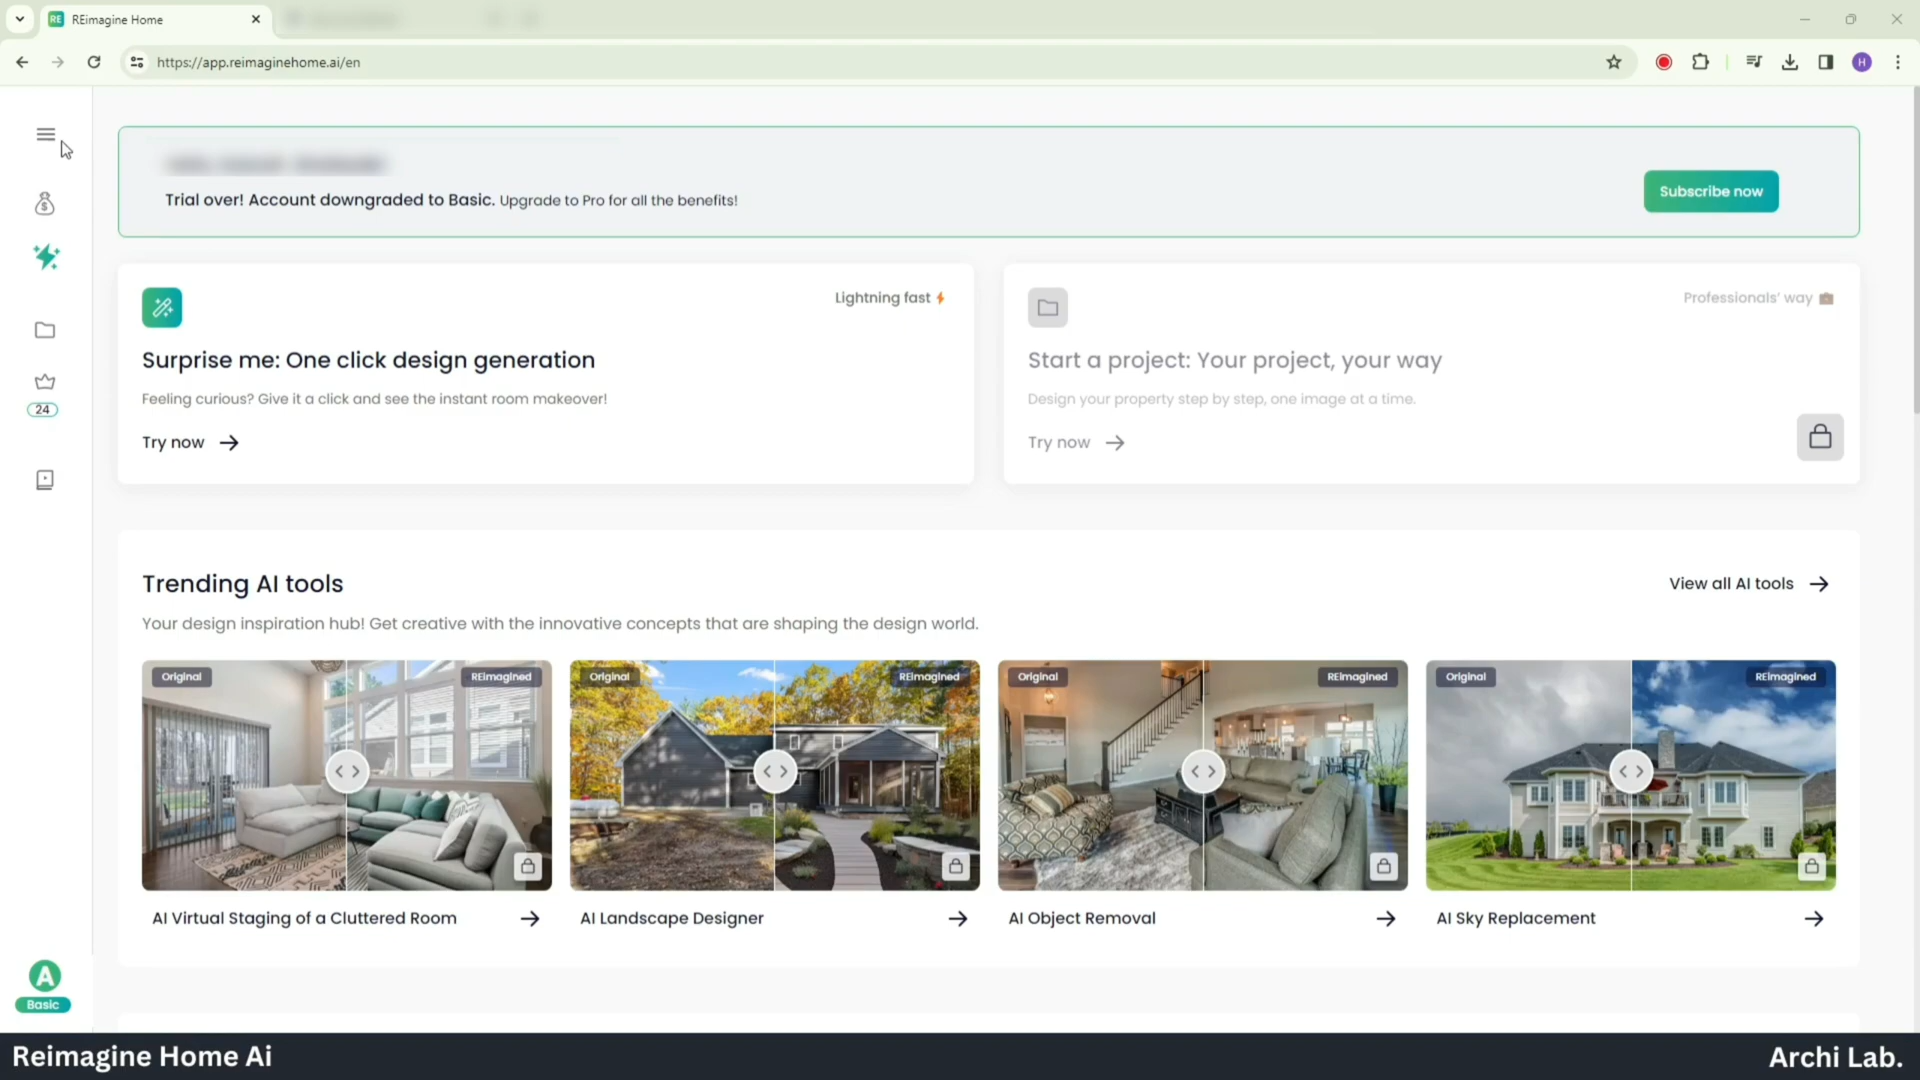 RE REimagine Home
https://app.reimaginehome.ai/en
H
Trial over! Account downgraded to Basic. Upgrade to Pro for all the benefits!
Subscribe now
Lightning fast
Surprise me: One click design generation
Feeling curious? Give it a click and see the instant room makeover!
Try now
Professionals' way
Start a project: Your project, your way
Design your property step by step, one image at a time.
Try now
24
Trending AI tools
View all AI tools
Your design inspiration hub! Get creative with the innovative concepts that are shaping the design world.
Original
REimagined
Original
REimagined
Original
REimagined
Original
REimagined
AI Virtual Staging of a Cluttered Room
AI Landscape Designer
AI Object Removal
AI Sky Replacement
A
Basic
Reimagine Home Ai
Archi Lab.